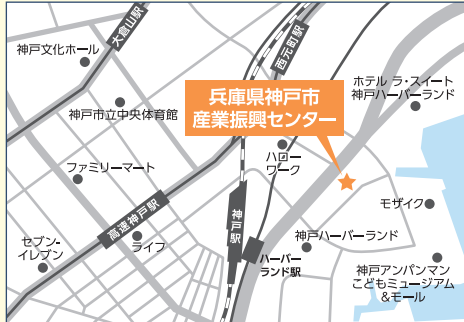 大倉山駅
西元町駅
神戸文化ホール
ホテル ラ・スイート
神戸ハーバーランド
兵庫県神戸市
産業振興センター
神戸市立中央体育館
ハロー
ワーク
ファミリーマート
モザイク
高速神戸駅
神戸駅
セブン-
イレブン
ライフ
神戸ハーバーランド
ハーバー
ランド駅
神戸アンパンマン
こどもミュージアム
&モール